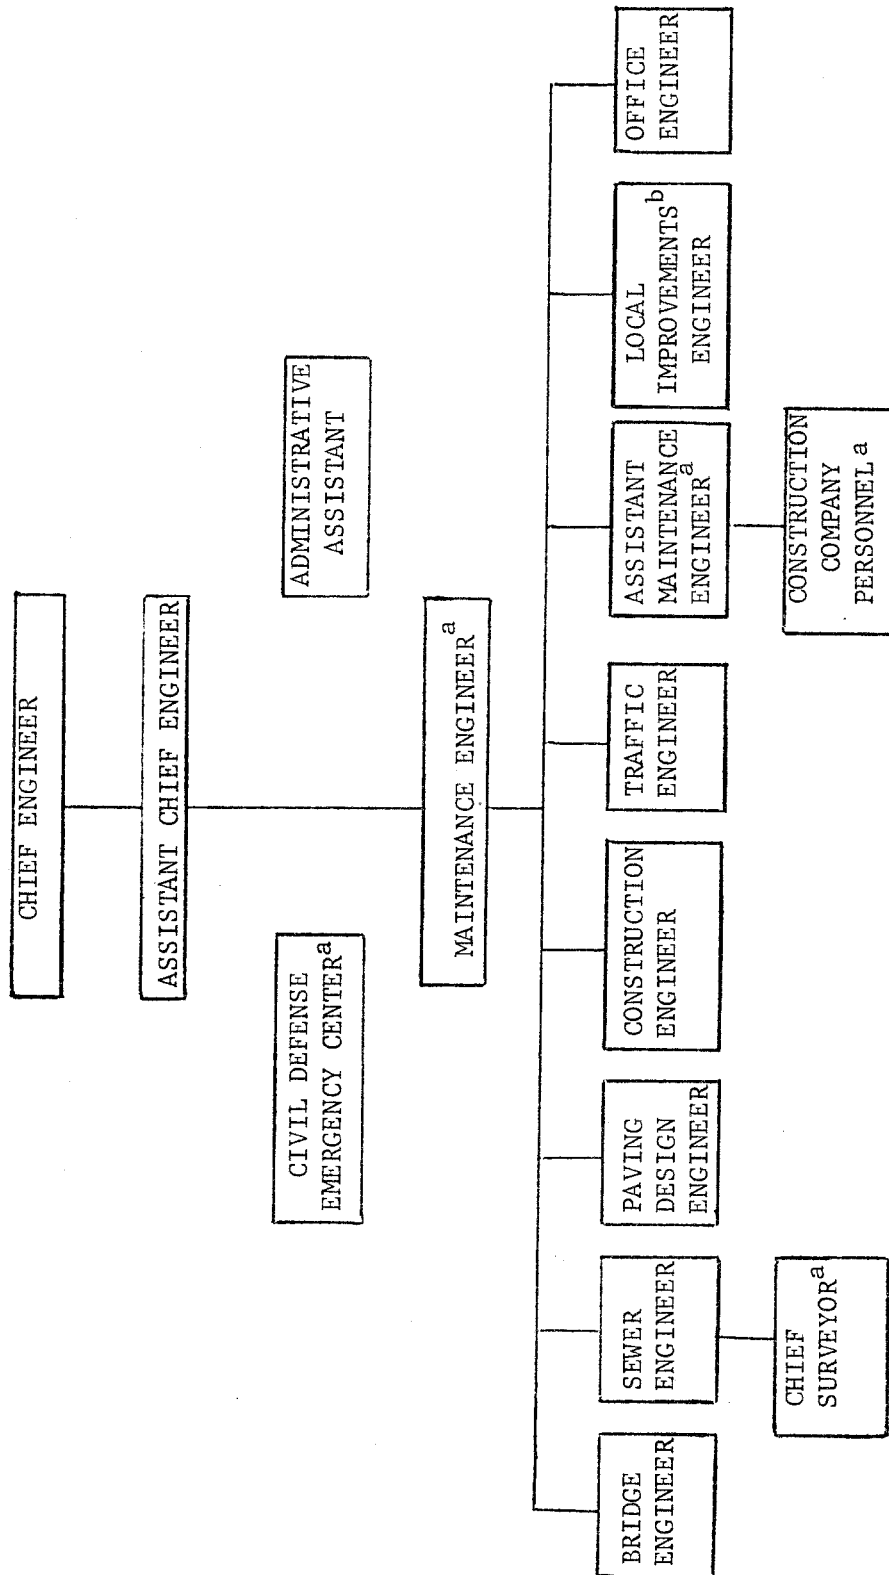 CHIEF ENGINEER
ASSISTANT CHIEF ENGINEER
CIVIL DEFENSE
EMERGENCY CENTERa
ADMINISTRATIVE
ASSISTANT
MAINTENANCE ENGINEERa
BRIDGE
ENGINEER
SEWER
ENGINEER
PAVING
DESIGN
ENGINEER
CONSTRUCTION
ENGINEER
TRAFFIC
ENGINEER
ASSISTANT
MAINTENANCE
ENGINEERa
LOCAL
IMPROVEMENTSb
ENGINEER
OFFICE
ENGINEER
CHIEF
SURVEYORa
CONSTRUCTION
COMPANY
PERSONNELa